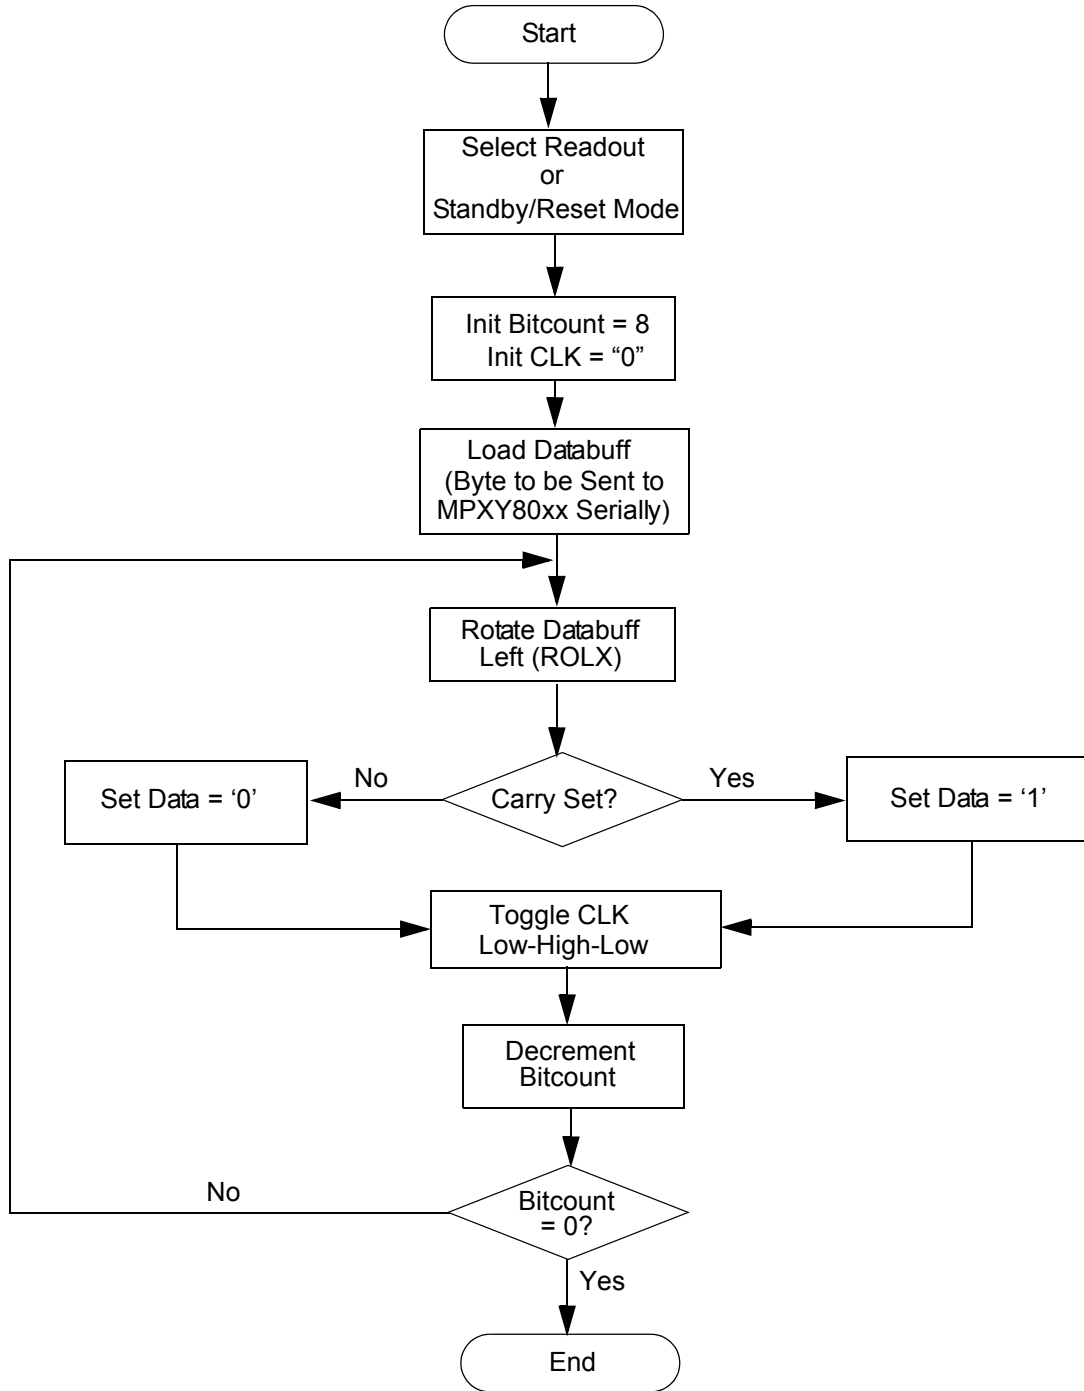 Start
Select Readout
or
Standby/Reset Mode
Init Bitcount = 8
Init CLK = “0”
Load Databuff
(Byte to be Sent to
MPXY80xx Serially)
Rotate Databuff
Left (ROLX)
No
Yes
Set Data = ‘0’
Carry Set?
Set Data = ‘1’
Toggle CLK
Low-High-Low
Decrement
Bitcount
No
Bitcount
= 0?
Yes
End